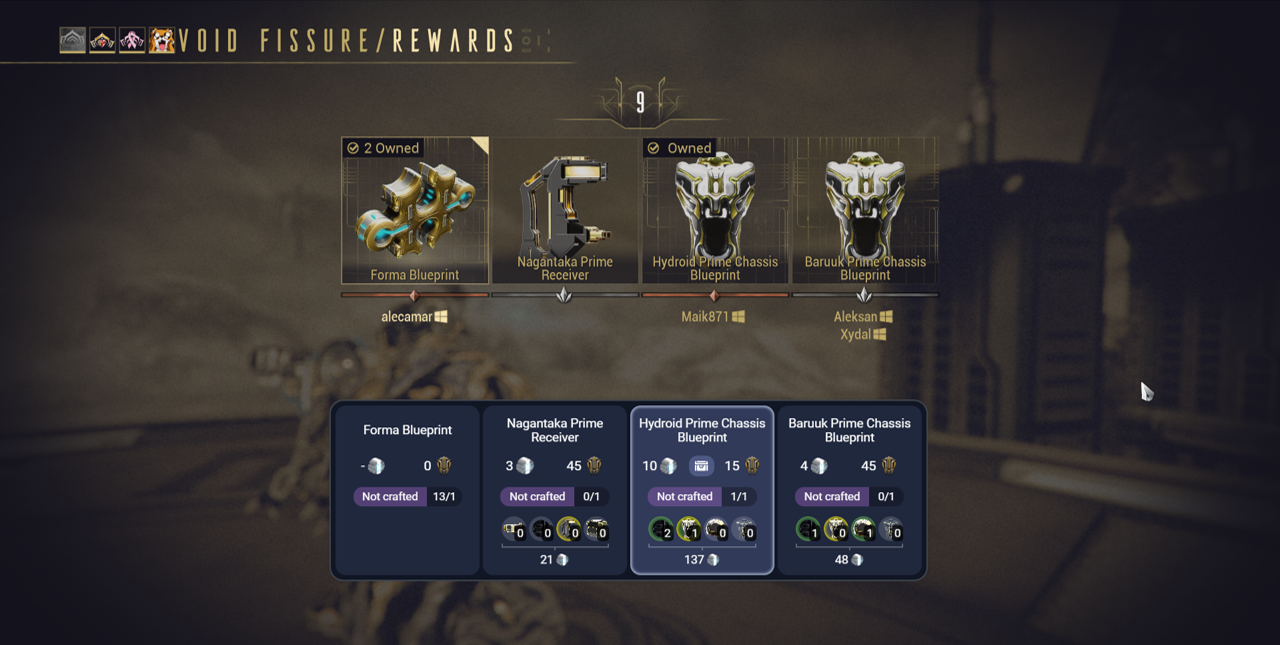 VOID FISSURE/REWARDS
9
2 Owned
Owned
Forma Blueprint
Nagantaka Prime
Receiver
Hydroid Prime Chassis
Blueprint
Baruuk Prime Chassis
Blueprint
alecamar
Maik871
Aleksan
Xydal
Forma Blueprint
- 0
Not crafted 13/1
Nagantaka Prime
Receiver
3 45
Not crafted 0/1
0 0 0 0
21
Hydroid Prime Chassis
Blueprint
10 15
Not crafted 1/1
2 1 0 0
137
Baruuk Prime Chassis
Blueprint
4 45
Not crafted 0/1
1 0 1 0
48